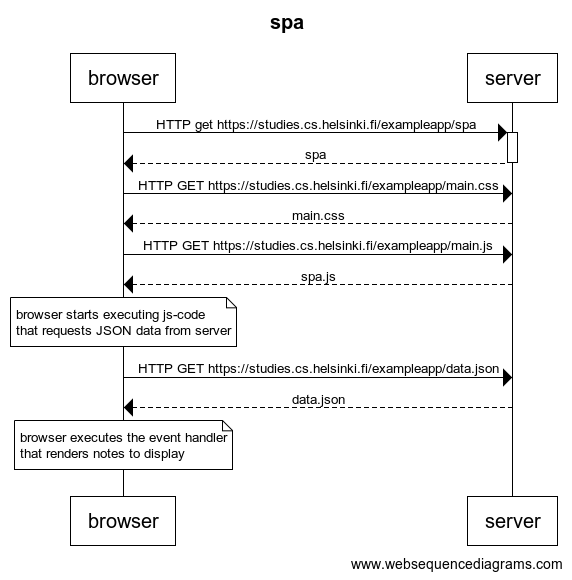 spa
browser
server
HTTP get https://studies.cs.helsinki.fi/exampleapp/spa
spa
HTTP GET https://studies.cs.helsinki.fi/exampleapp/main.css
main.css
HTTP GET https://studies.cs.helsinki.fi/exampleapp/main.js
spa.js
browser starts executing js-code
that requests JSON data from server
HTTP GET https://studies.cs.helsinki.fi/exampleapp/data.json
data.json
browser executes the event handler
that renders notes to display
browser
server
www.websequencediagrams.com